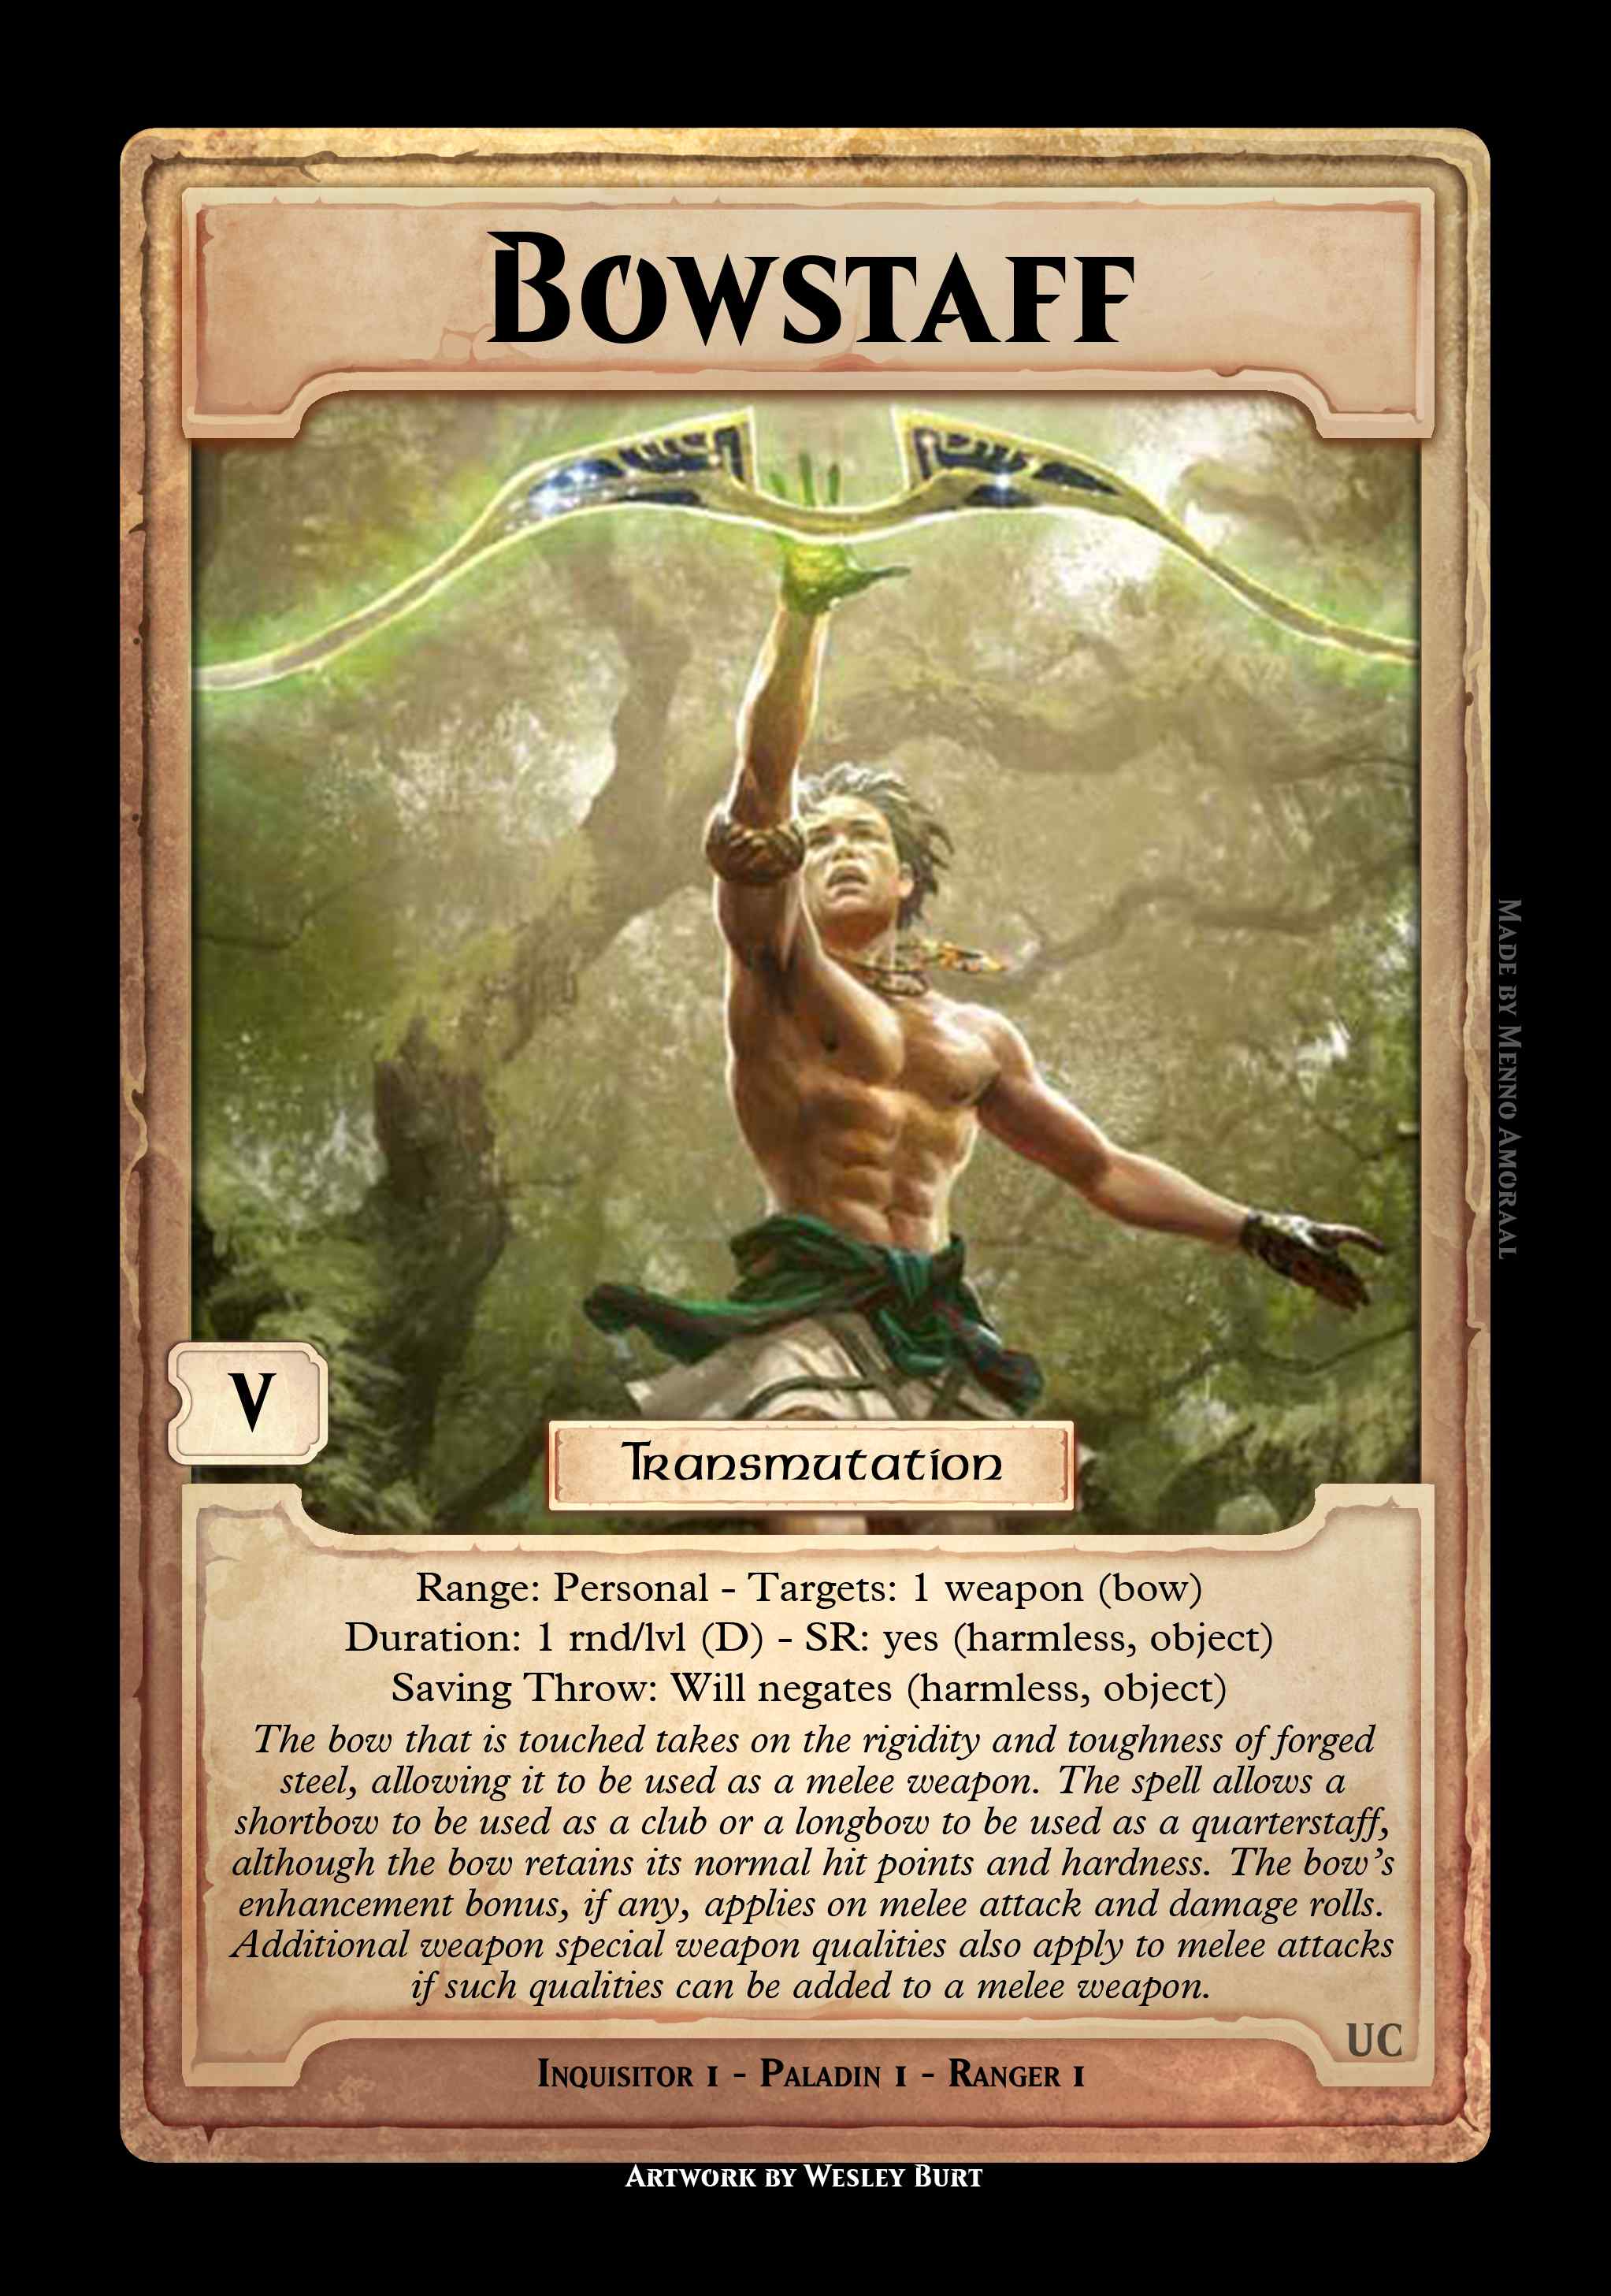 Bowstaff
V
Transmutation
Range: Personal - Targets: 1 weapon (bow)
Duration: 1 rnd/lvl (D) - SR: yes (harmless, object)
Saving Throw: Will negates (harmless, object)
The bow that is touched takes on the rigidity and toughness of forged
steel, allowing it to be used as a melee weapon. The spell allows a
shortbow to be used as a club or a longbow to be used as a quarterstaff,
although the bow retains its normal hit points and hardness. The bow's
enhancement bonus, if any, applies on melee attack and damage rolls.
Additional weapon special weapon qualities also apply to melee attacks
if such qualities can be added to a melee weapon.
UC
Inquisitor 1 - Paladin 1 - Ranger 1
Artwork by Wesley Burt
Made by Menno Amoraal